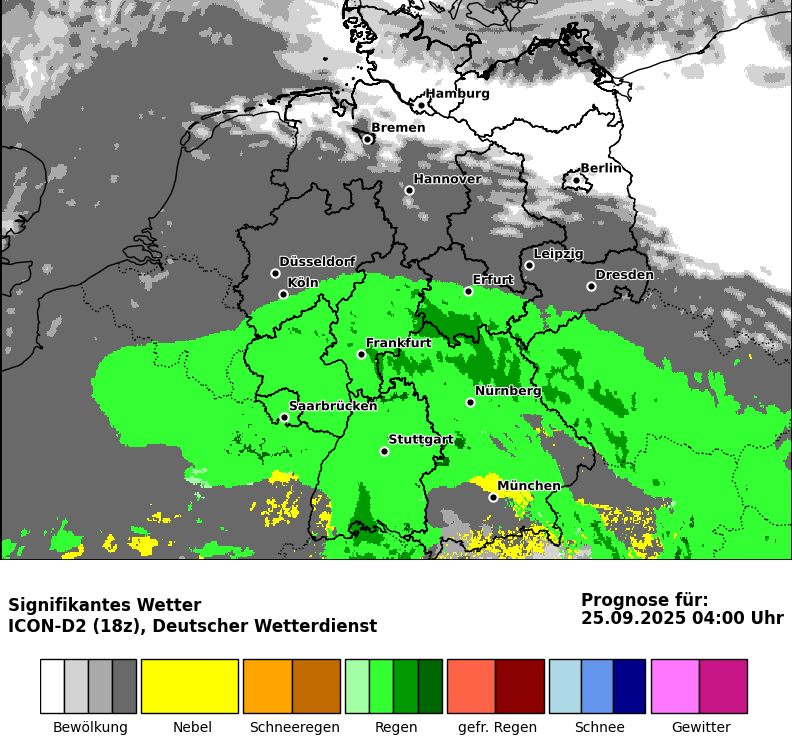 Hamburg
Bremen
Berlin
Hannover
Leipzig
Düsseldorf
Dresden
Köln
Erfurt
Frankfurt
Nürnberg
Saarbrücken
Stuttgart
München
Signifikantes Wetter
ICON-D2 (18z), Deutscher Wetterdienst
Prognose für:
25.09.2025 04:00 Uhr
Bewölkung
Nebel
Schneeregen
Regen
gefr. Regen
Schnee
Gewitter